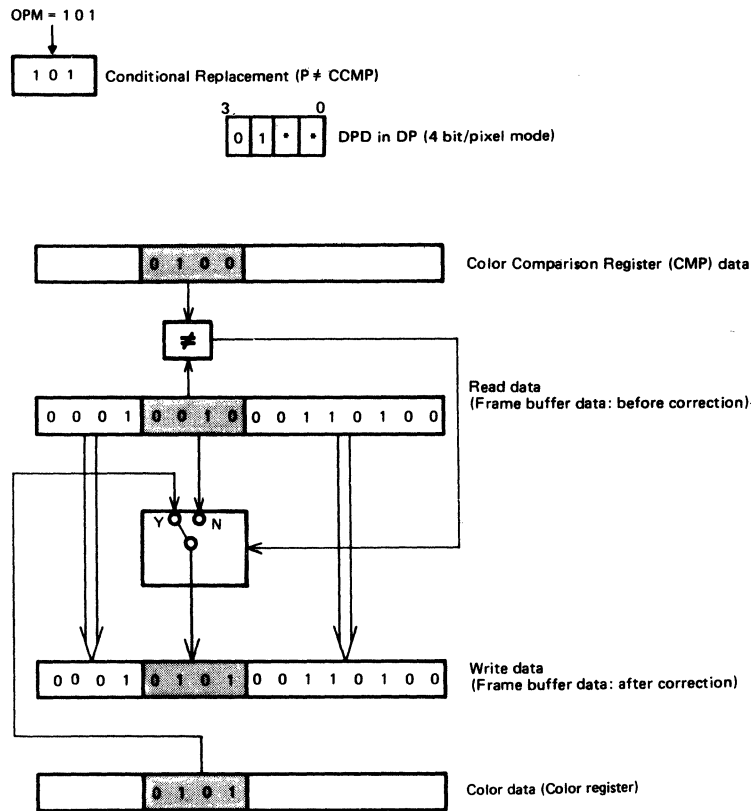 OPM = 1 0 1
1 0 1 Conditional Replacement (P ≠ CCMP)
3 0
0 1 * * DPD in DP (4 bit/pixel mode)
0 1 0 0 Color Comparison Register (CMP) data
≠
Read data
(Frame buffer data: before correction)
0 0 0 1 0 0 1 0 0 0 1 1 0 1 0 0
Y N
Write data
(Frame buffer data: after correction)
0 0 0 1 0 1 0 1 0 0 1 1 0 1 0 0
0 1 0 1 Color data (Color register)